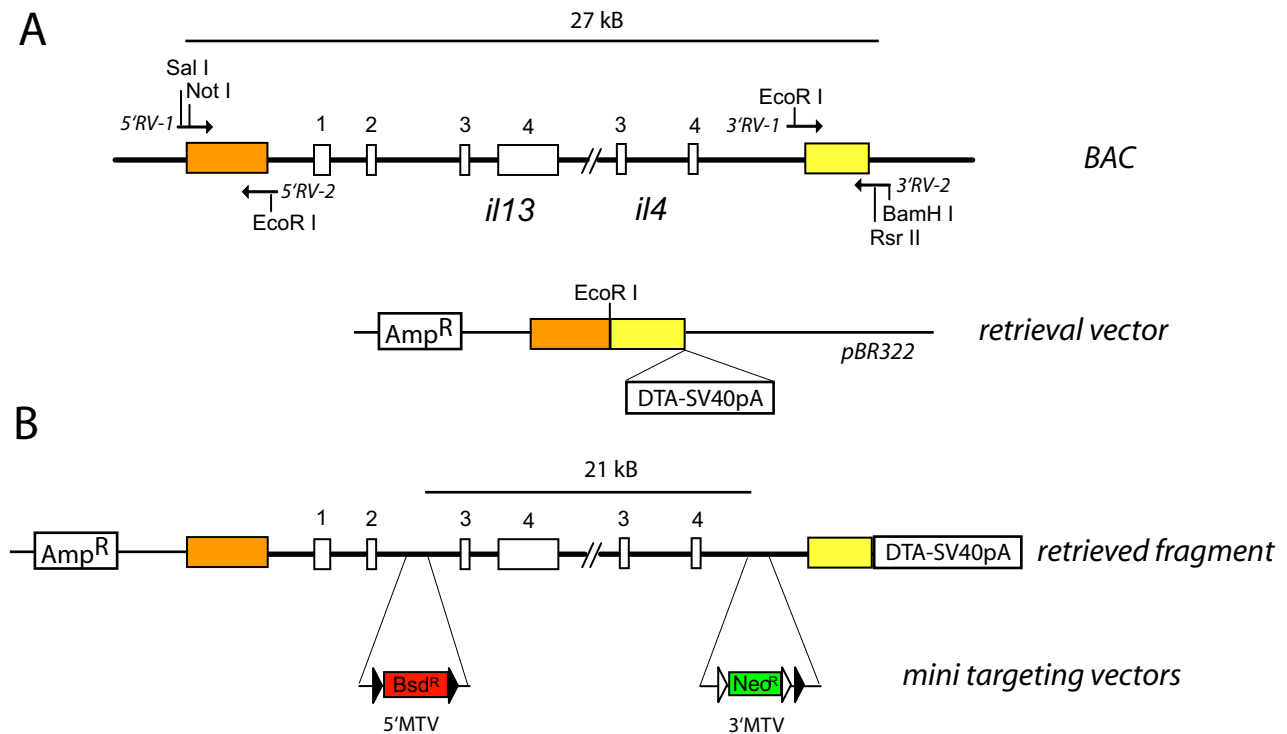 A
27 kB
Sal I
Not I
5'RV-1
EcoR I
3'RV-1
1 2 3 4 3 4
BAC
5'RV-2
EcoR I
il13
il4
3'RV-2
BamH I
Rsr II
EcoR I
AmpR
retrieval vector
pBR322
DTA-SV40pA
B
21 kB
1 2 3 4 3 4
AmpR
DTA-SV40pA
retrieved fragment
BsdR
NeoR
mini targeting vectors
5'MTV
3'MTV